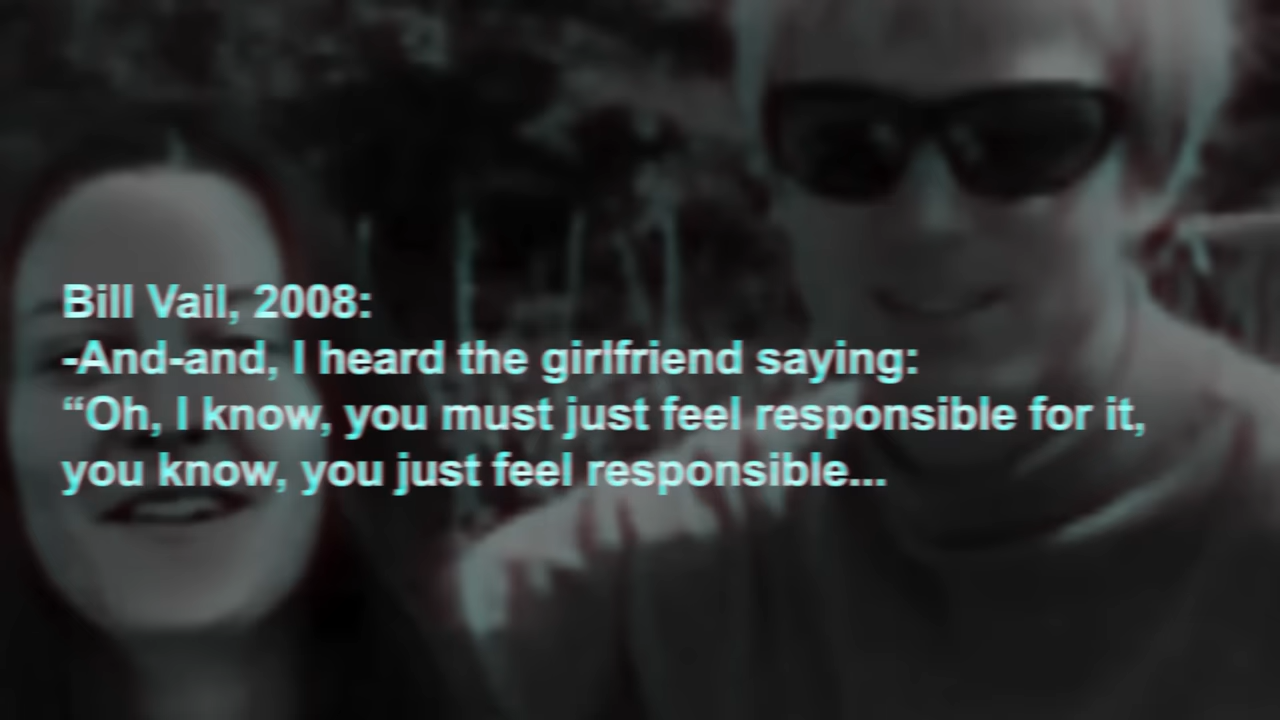 Bill Vail, 2008:
-And-and, I heard the girlfriend saying:
“Oh, I know, you must just feel responsible for it,
you know, you just feel responsible...